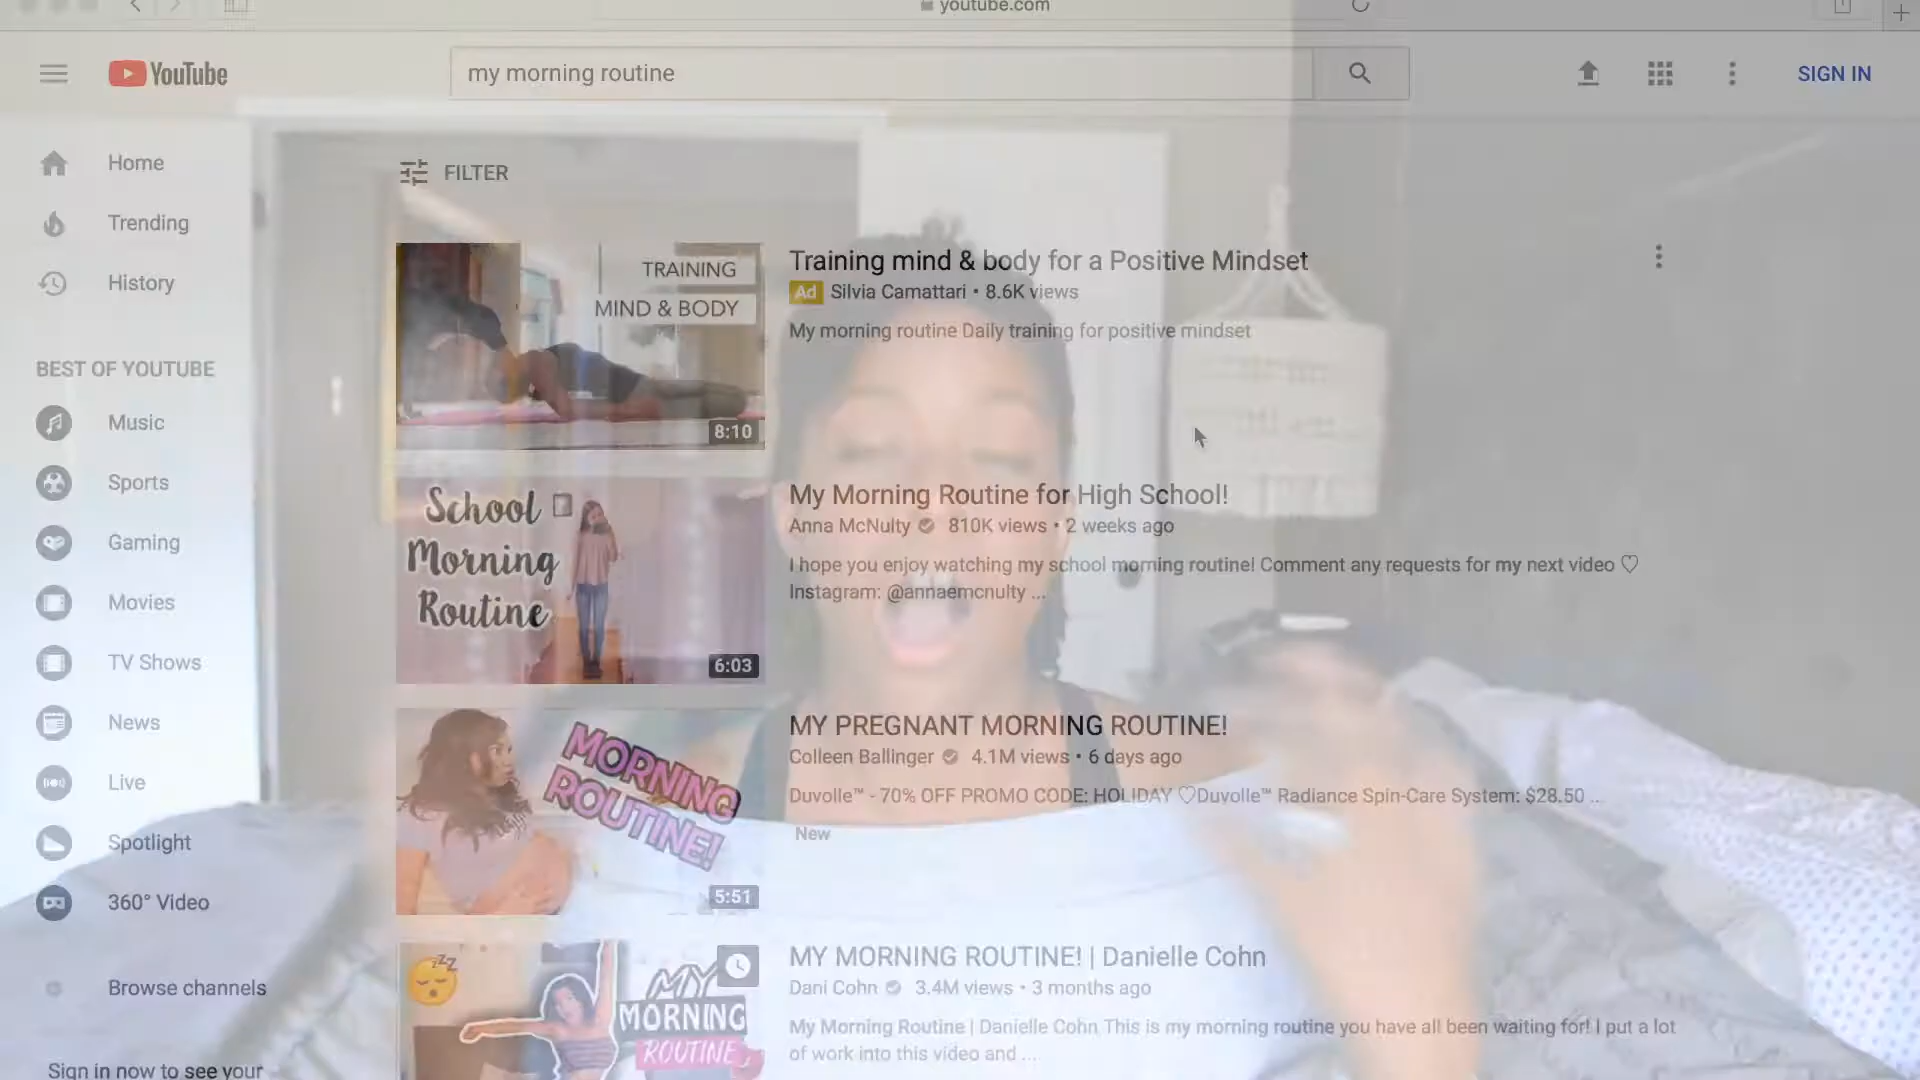 youtube.com
YouTube
my morning routine
SIGN IN
Home
Trending
History
BEST OF YOUTUBE
Music
Sports
Gaming
Movies
TV Shows
News
Live
Spotlight
360° Video
Browse channels
Sign in now to see your
FILTER
TRAINING
MIND & BODY
8:10
Training mind & body for a Positive Mindset
Ad Silvia Camattari • 8.6K views
My morning routine Daily training for positive mindset
School
Morning
Routine
6:03
My Morning Routine for High School!
Anna McNulty 810K views • 2 weeks ago
I hope you enjoy watching my school morning routine! Comment any requests for my next video ♡
Instagram: @annaemcnulty ...
MORNING
ROUTINE!
5:51
MY PREGNANT MORNING ROUTINE!
Colleen Ballinger 4.1M views • 6 days ago
Duvolle™ - 70% OFF PROMO CODE: HOLIDAY ♡Duvolle™ Radiance Spin-Care System: $28.50 ...
New
zzz
MY
MORNING
ROUTINE
MY MORNING ROUTINE! | Danielle Cohn
Dani Cohn 3.4M views • 3 months ago
My Morning Routine | Danielle Cohn This is my morning routine you have all been waiting for! I put a lot
of work into this video and ...